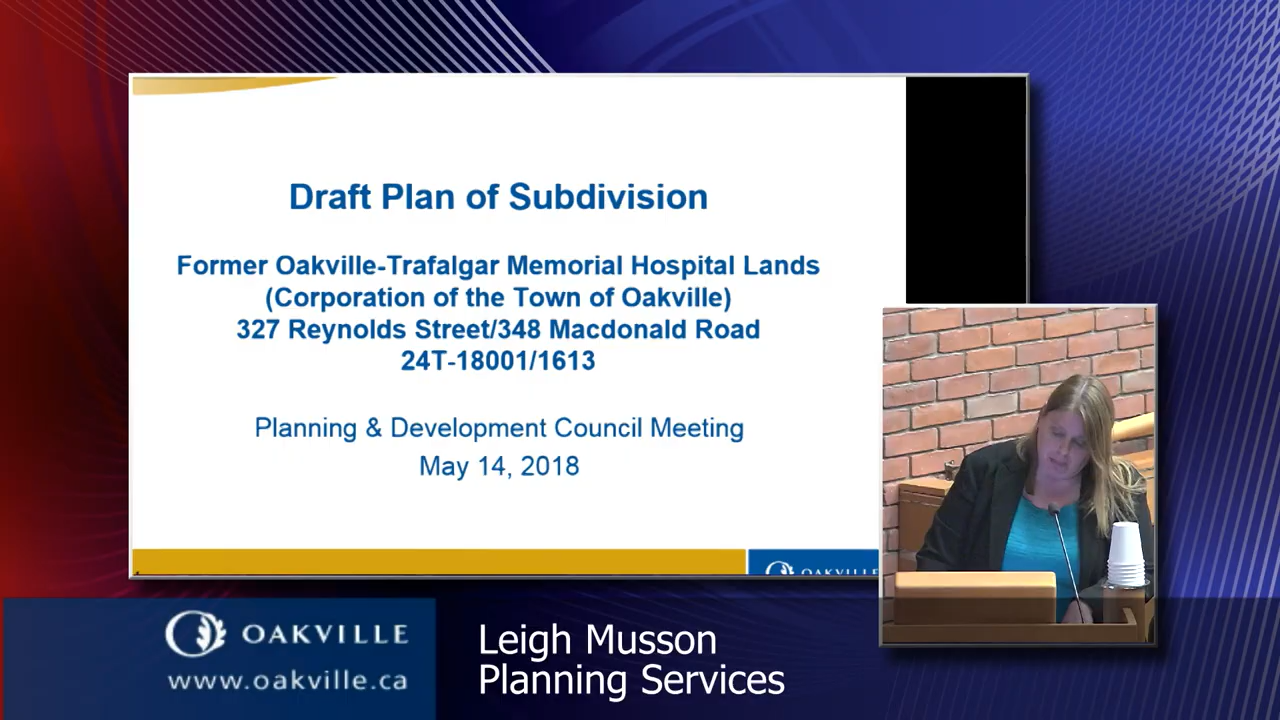 Draft Plan of Subdivision
Former Oakville-Trafalgar Memorial Hospital Lands
(Corporation of the Town of Oakville)
327 Reynolds Street/348 Macdonald Road
24T-18001/1613
Planning & Development Council Meeting
May 14, 2018
OAKVILLE
OAKVILLE
www.oakville.ca
Leigh Musson
Planning Services